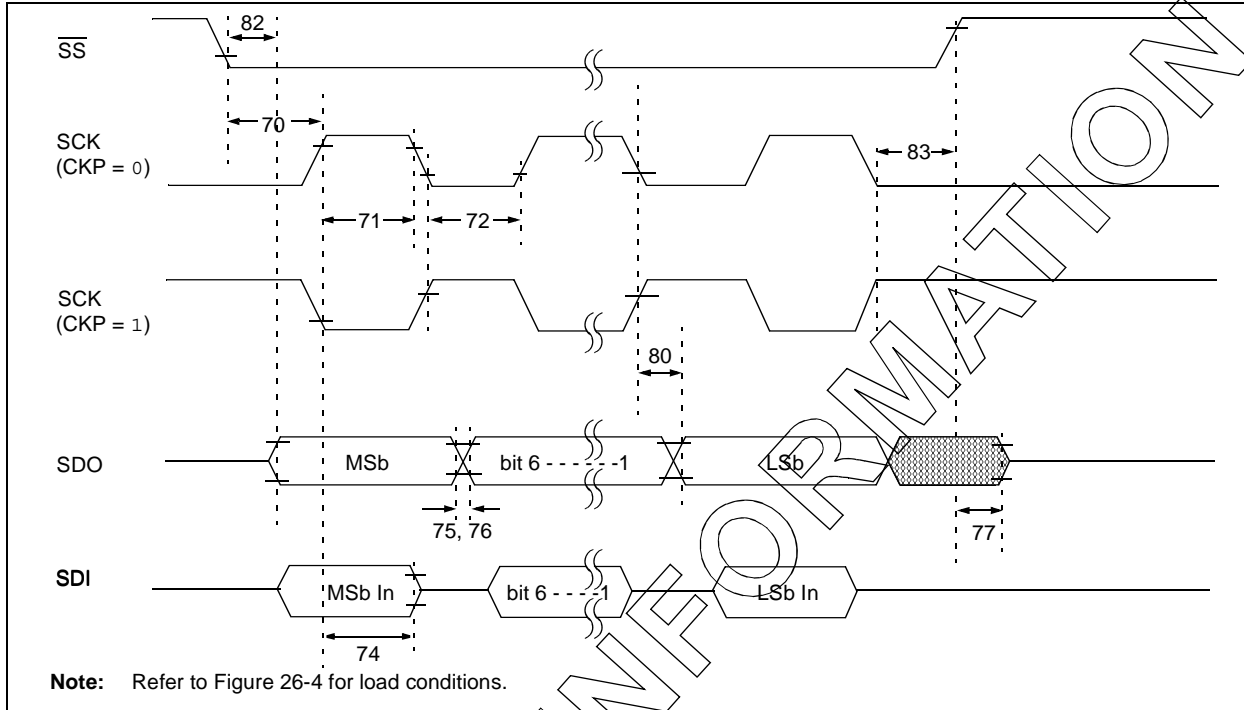 82
SS
70
SCK
(CKP = 0)
83
71
72
SCK
(CKP = 1)
80
SDO
MSb
bit 6 - - - - - -1
LSb
75, 76
77
SDI
MSb In
bit 6 - - - -1
LSb In
74
Note: Refer to Figure 26-4 for load conditions.
INFORMATION